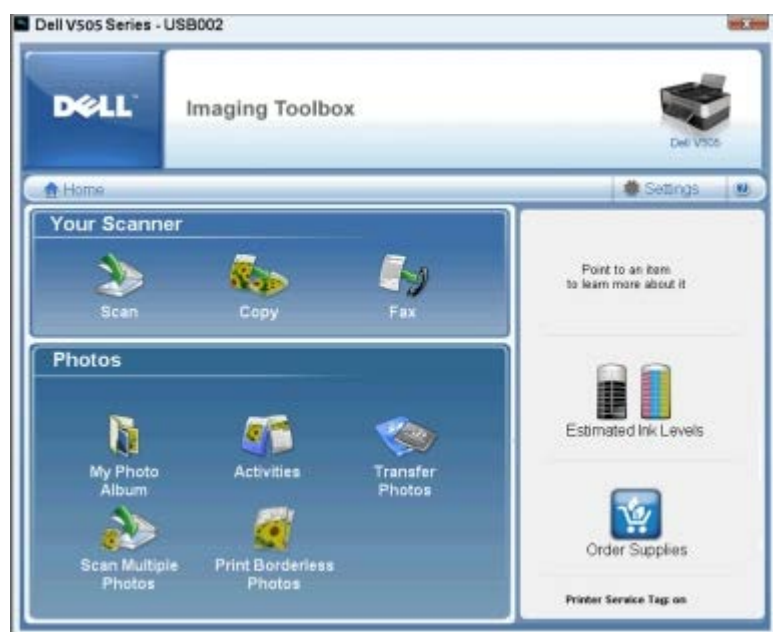 Dell V505 Series - USB002
DELL
Imaging Toolbox
Dell V505
Home
Settings
?
Your Scanner
Scan
Copy
Fax
Photos
My Photo
Album
Activities
Transfer
Photos
Scan Multiple
Photos
Print Borderless
Photos
Point to an item
to learn more about it
Estimated Ink Levels
Order Supplies
Printer Service Tag: on